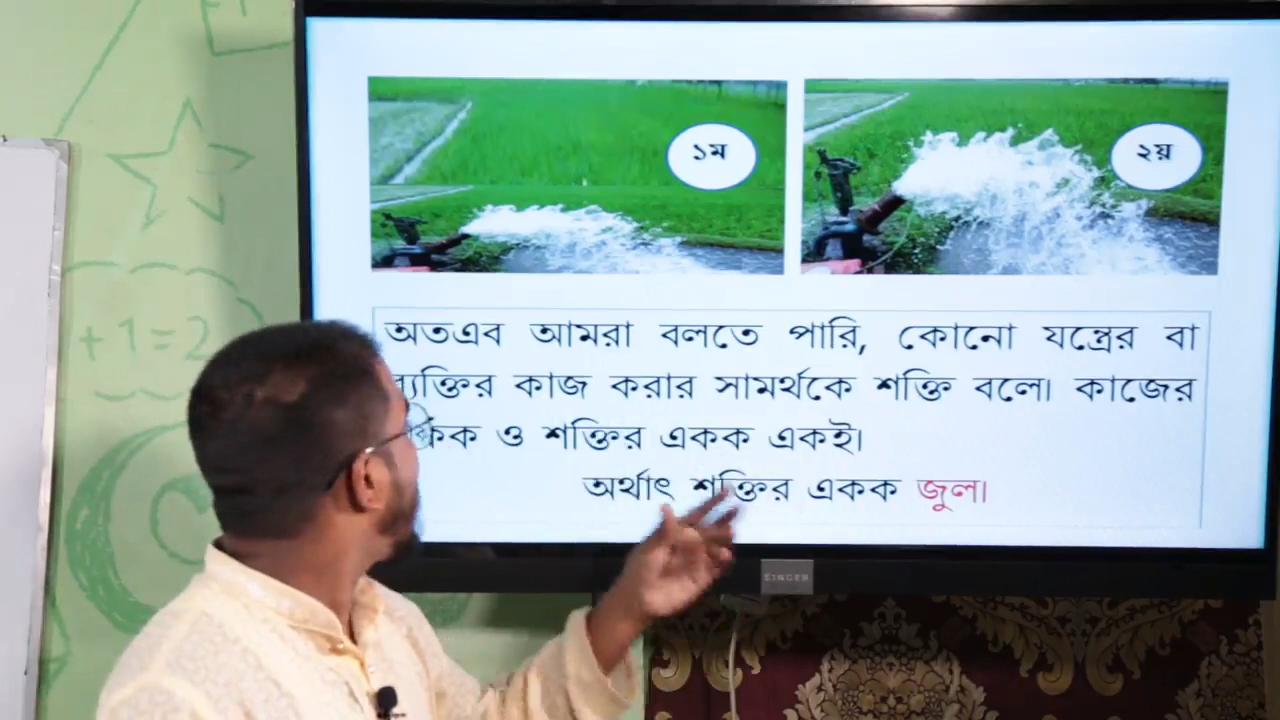 ১ম
২য়
অতএব আমরা বলতে পারি, কোনো যন্ত্রের বা
কাজ করার সামর্থকে শক্তি বলে। কাজের
ও শক্তির একক একই।
অর্থাৎ শক্তির একক জুল।
+1=2
SINGER